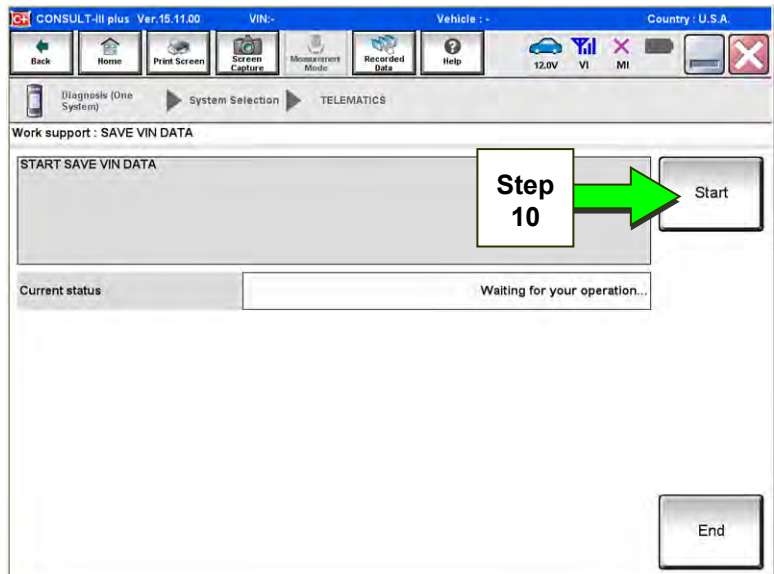 C+ CONSULT-III plus Ver.15.11.00 VIN:- Vehicle : - Country : U.S.A.
Back
Home
Print Screen
Screen
Capture
Measurement
Mode
Recorded
Data
Help
12.0V
VI
MI
Diagnosis (One
System)
System Selection
TELEMATICS
Work support : SAVE VIN DATA
START SAVE VIN DATA
Step
10
Start
Current status
Waiting for your operation...
End